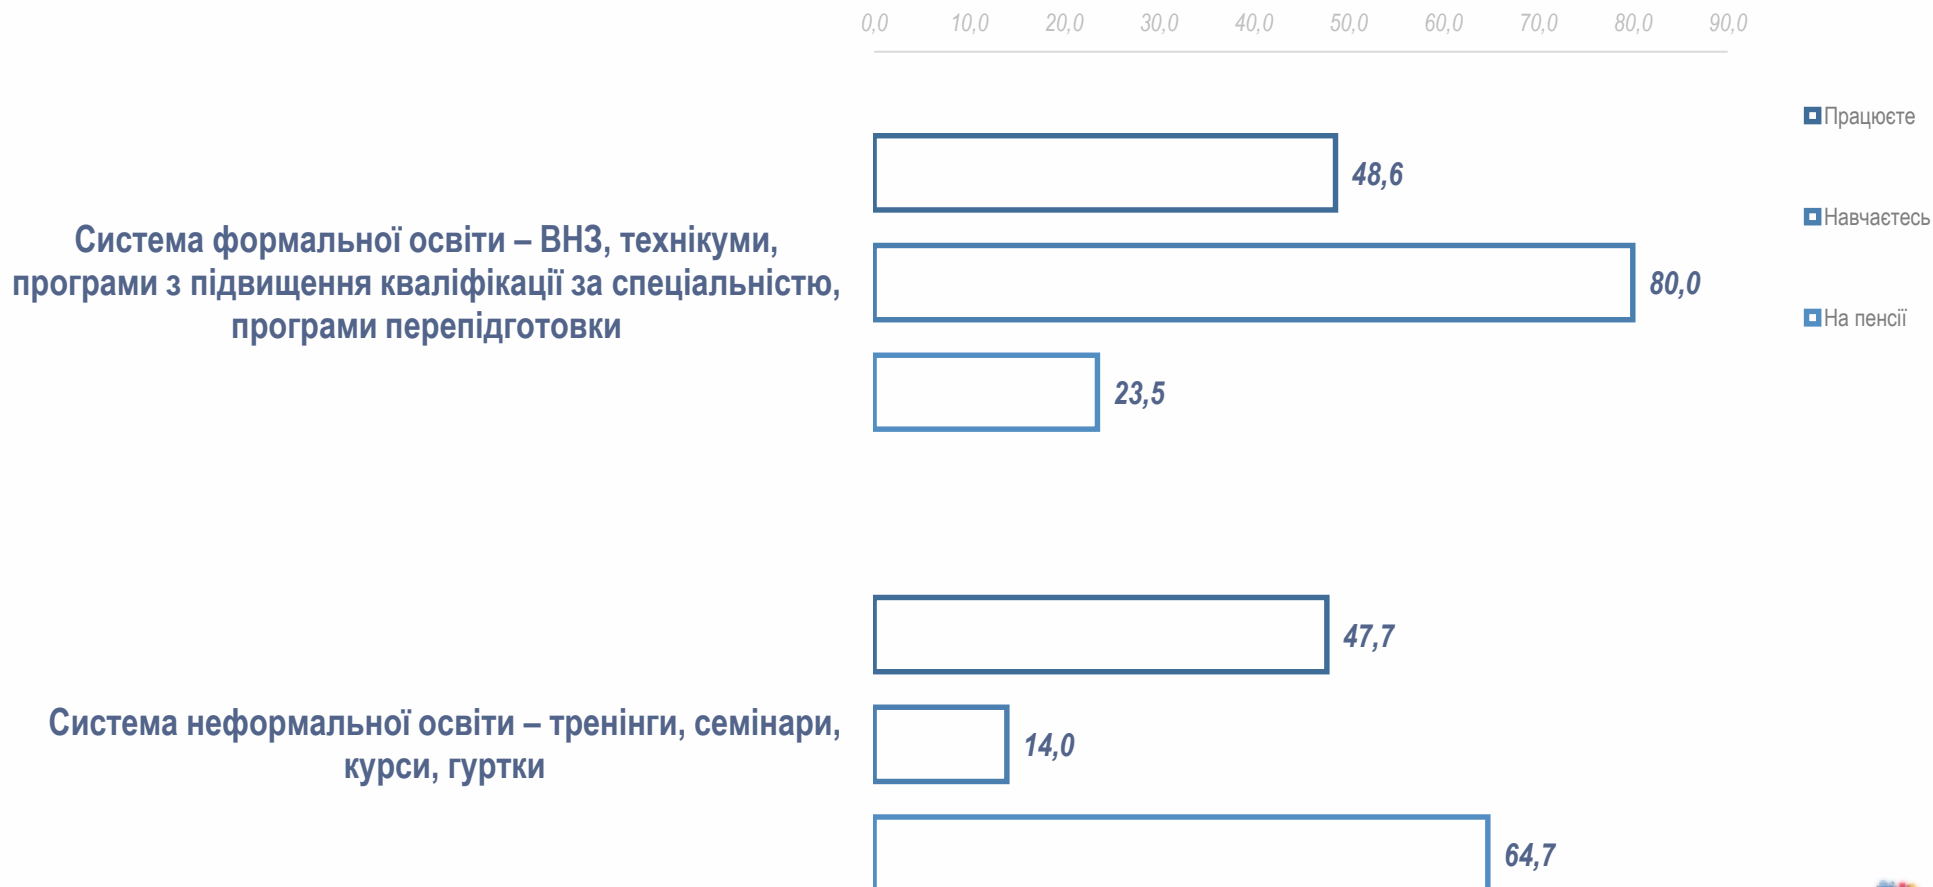 0,0 10,0 20,0 30,0 40,0 50,0 60,0 70,0 80,0 90,0
Працюєте
Навчаєтесь
На пенсії
Система формальної освіти – ВНЗ, технікуми,
програми з підвищення кваліфікації за спеціальністю,
програми перепідготовки
48,6
80,0
23,5
Система неформальної освіти – тренінги, семінари,
курси, гуртки
47,7
14,0
64,7